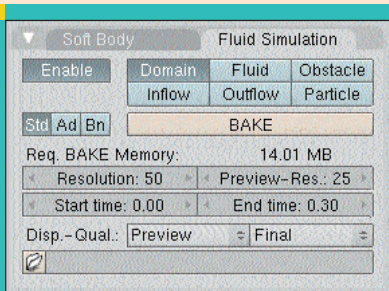 Soft Body Fluid Simulation
Enable Domain Fluid Obstacle
Inflow Outflow Particle
Std Ad Bn BAKE
Req. BAKE Memory: 14.01 MB
Resolution: 50 Preview-Res.: 25
Start time: 0.00 End time: 0.30
Disp.-Qual.: Preview Final